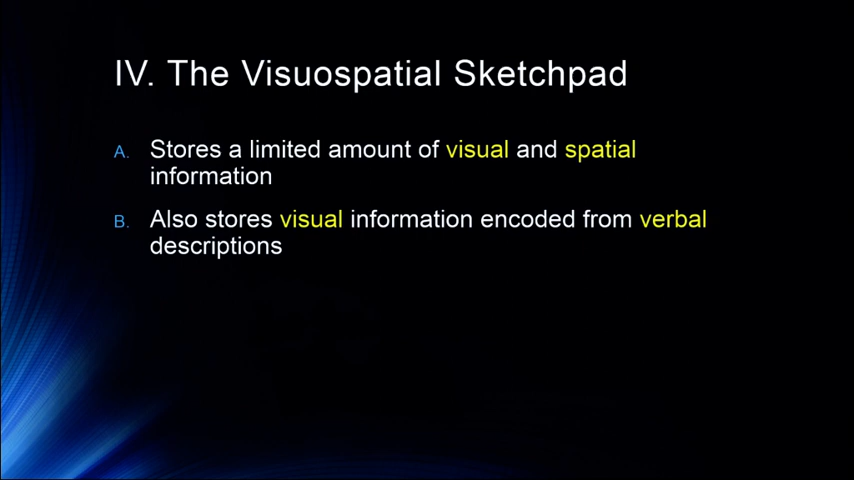 IV. The Visuospatial Sketchpad
A. Stores a limited amount of visual and spatial
information
B. Also stores visual information encoded from verbal
descriptions